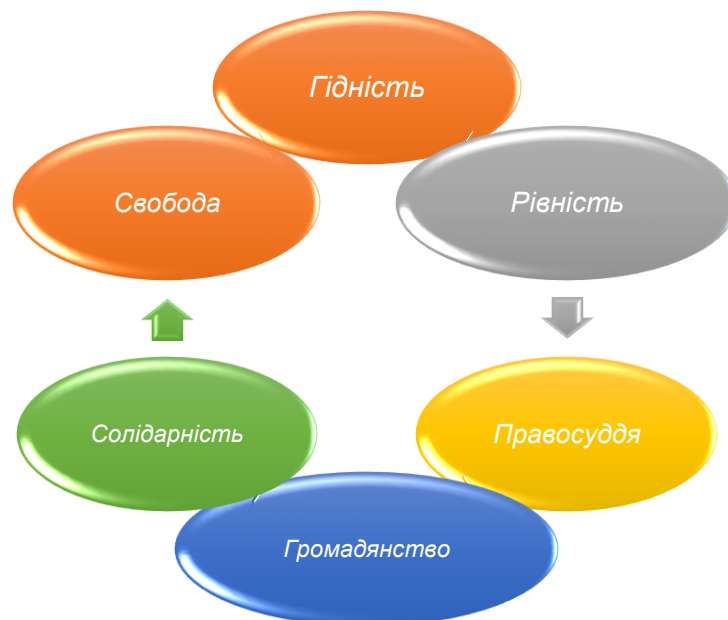 Гідність
Свобода
Рівність
Солідарність
Правосуддя
Громадянство